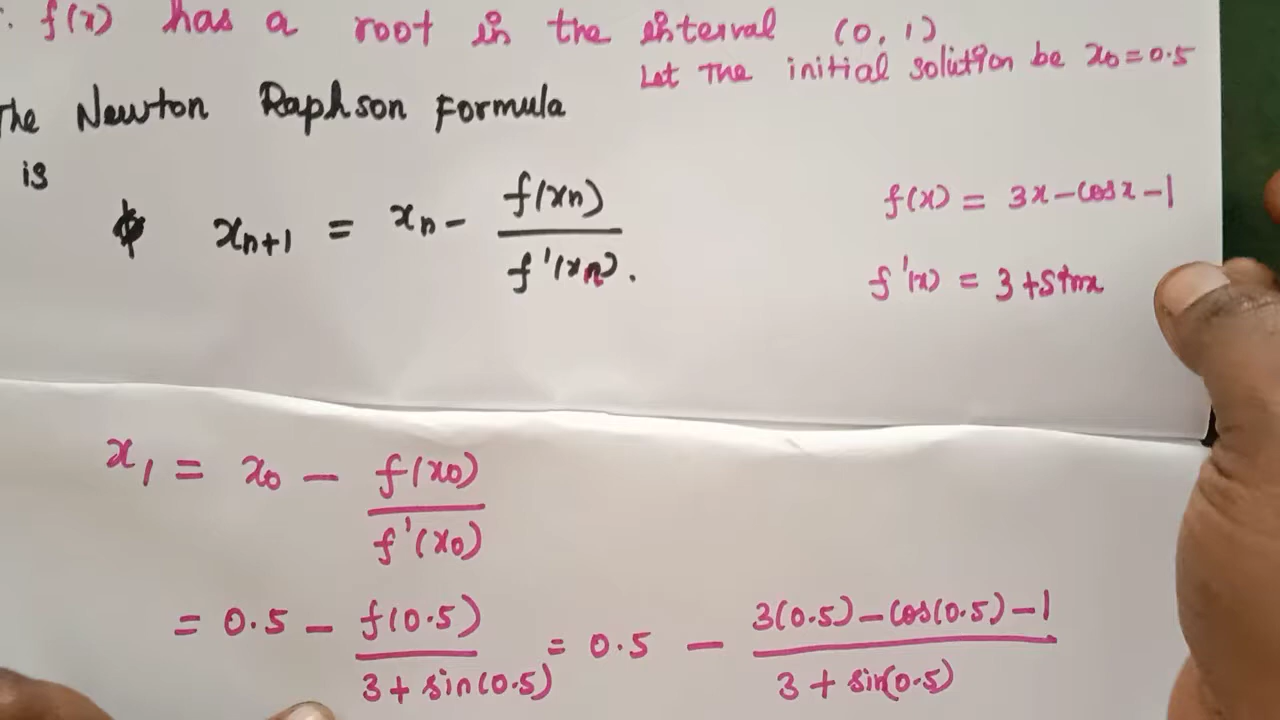 ∴ f(x) has a root in the interval (0, 1)
Let The initial solution be x₀ = 0.5
The Newton Raphson Formula
is
xₙ₊₁ = xₙ - f(xₙ) / f'(xₙ).
f(x) = 3x - cos x - 1
f'(x) = 3 + sin x
x₁ = x₀ - f(x₀) / f'(x₀)
= 0.5 - f(0.5) / 3 + sin(0.5) = 0.5 - 3(0.5) - cos(0.5) - 1 / 3 + sin(0.5)